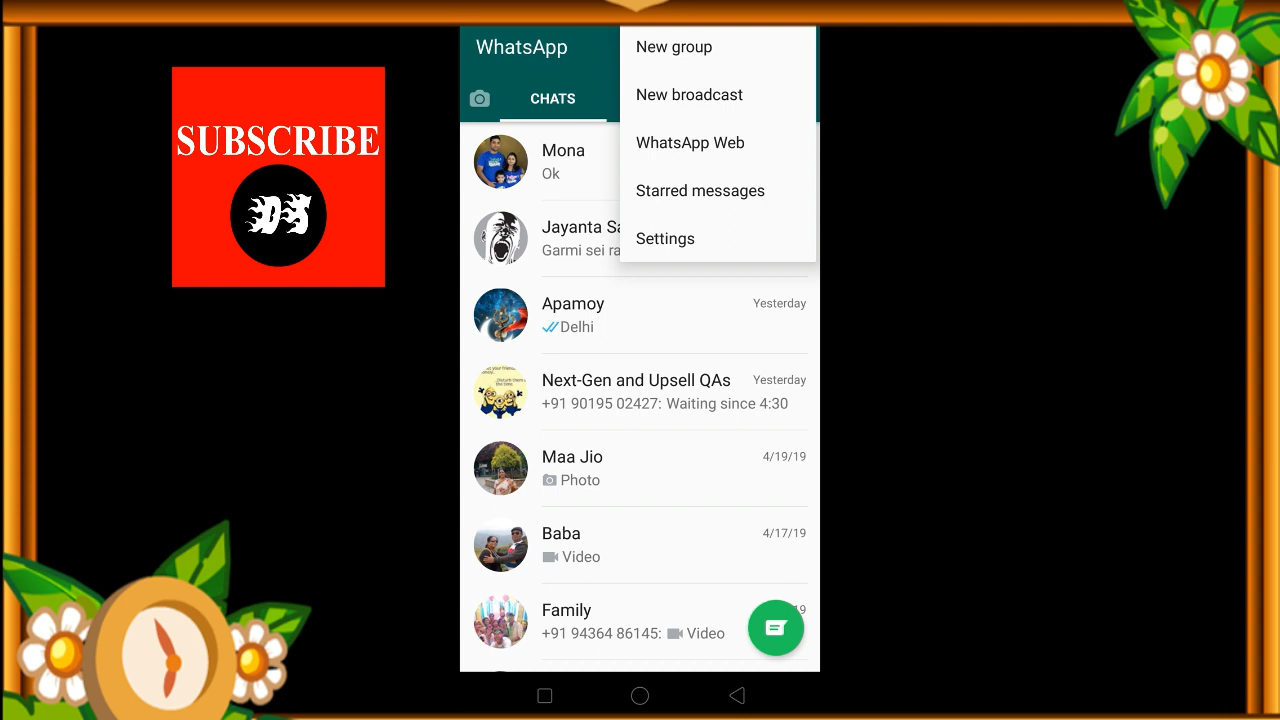 SUBSCRIBE
DS
WhatsApp
CHATS
New group
New broadcast
WhatsApp Web
Starred messages
Settings
Mona
Ok
Jayanta Sa
Garmi sei ra
Apamoy
Yesterday
Delhi
Next-Gen and Upsell QAs
Yesterday
+91 90195 02427: Waiting since 4:30
Maa Jio
4/19/19
Photo
Baba
4/17/19
Video
Family
19
+91 94364 86145: Video